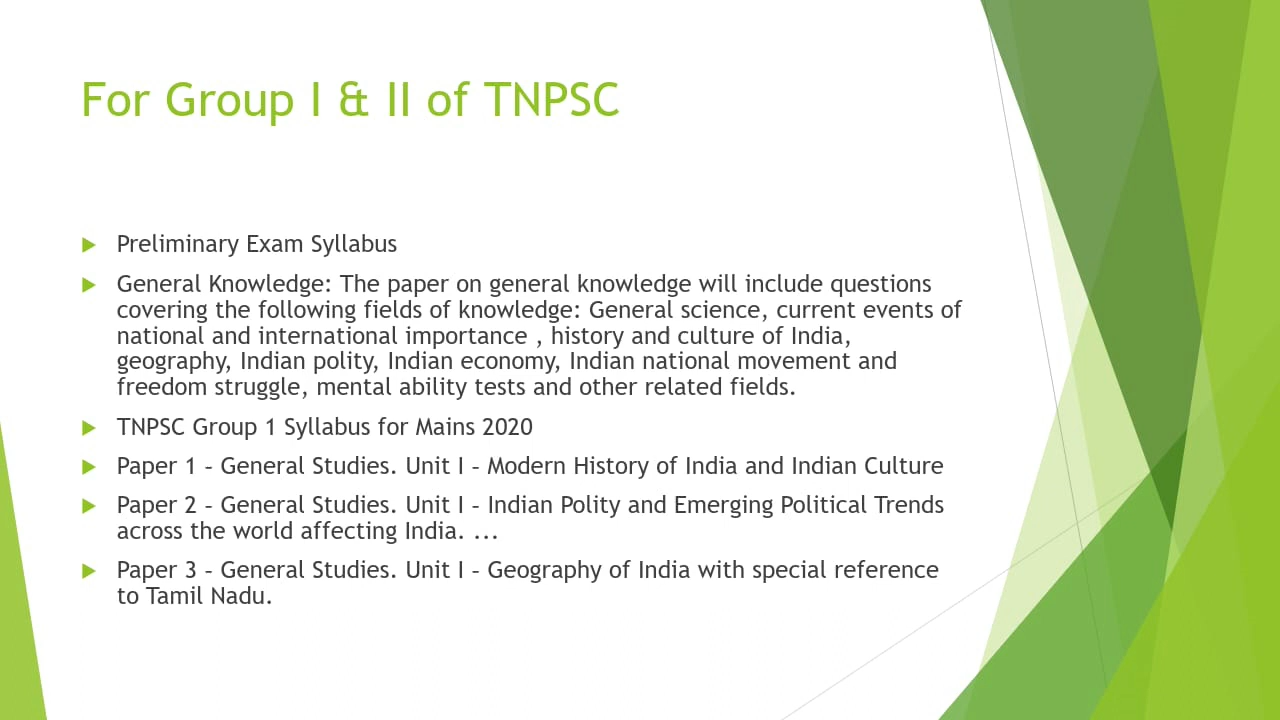 For Group I & II of TNPSC
Preliminary Exam Syllabus
General Knowledge: The paper on general knowledge will include questions
covering the following fields of knowledge: General science, current events of
national and international importance , history and culture of India,
geography, Indian polity, Indian economy, Indian national movement and
freedom struggle, mental ability tests and other related fields.
TNPSC Group 1 Syllabus for Mains 2020
Paper 1 – General Studies. Unit I – Modern History of India and Indian Culture
Paper 2 – General Studies. Unit I – Indian Polity and Emerging Political Trends
across the world affecting India. ...
Paper 3 – General Studies. Unit I – Geography of India with special reference
to Tamil Nadu.